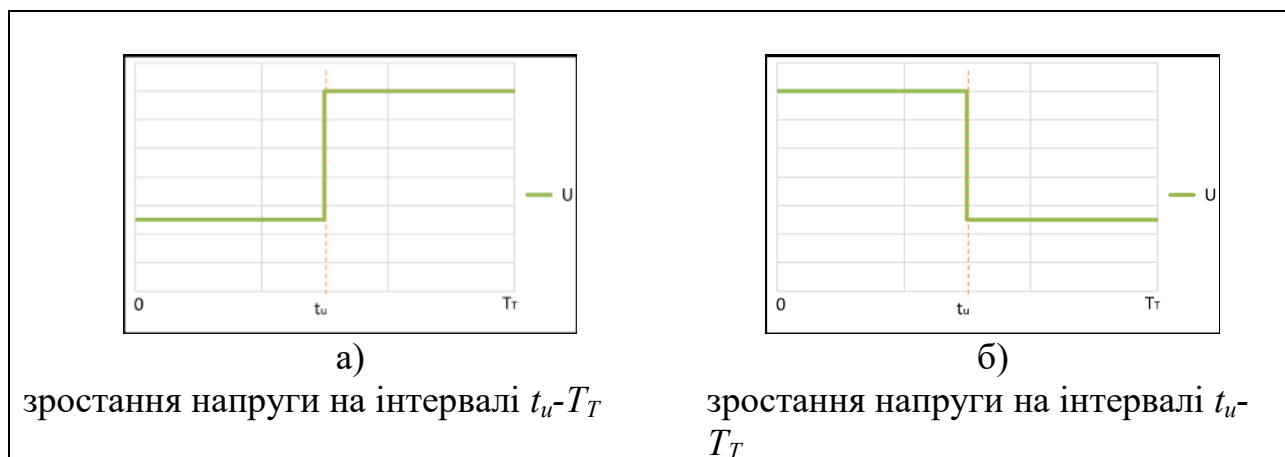 U
0
tu
TT
U
0
tu
TT
а)
зростання напруги на інтервалі tu-TT
б)
зростання напруги на інтервалі tu-
TT